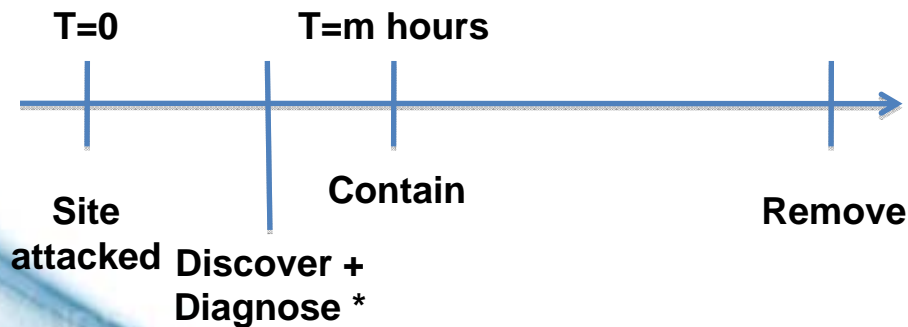 T=0
T=m hours
Site
attacked
Discover +
Diagnose *
Contain
Remove